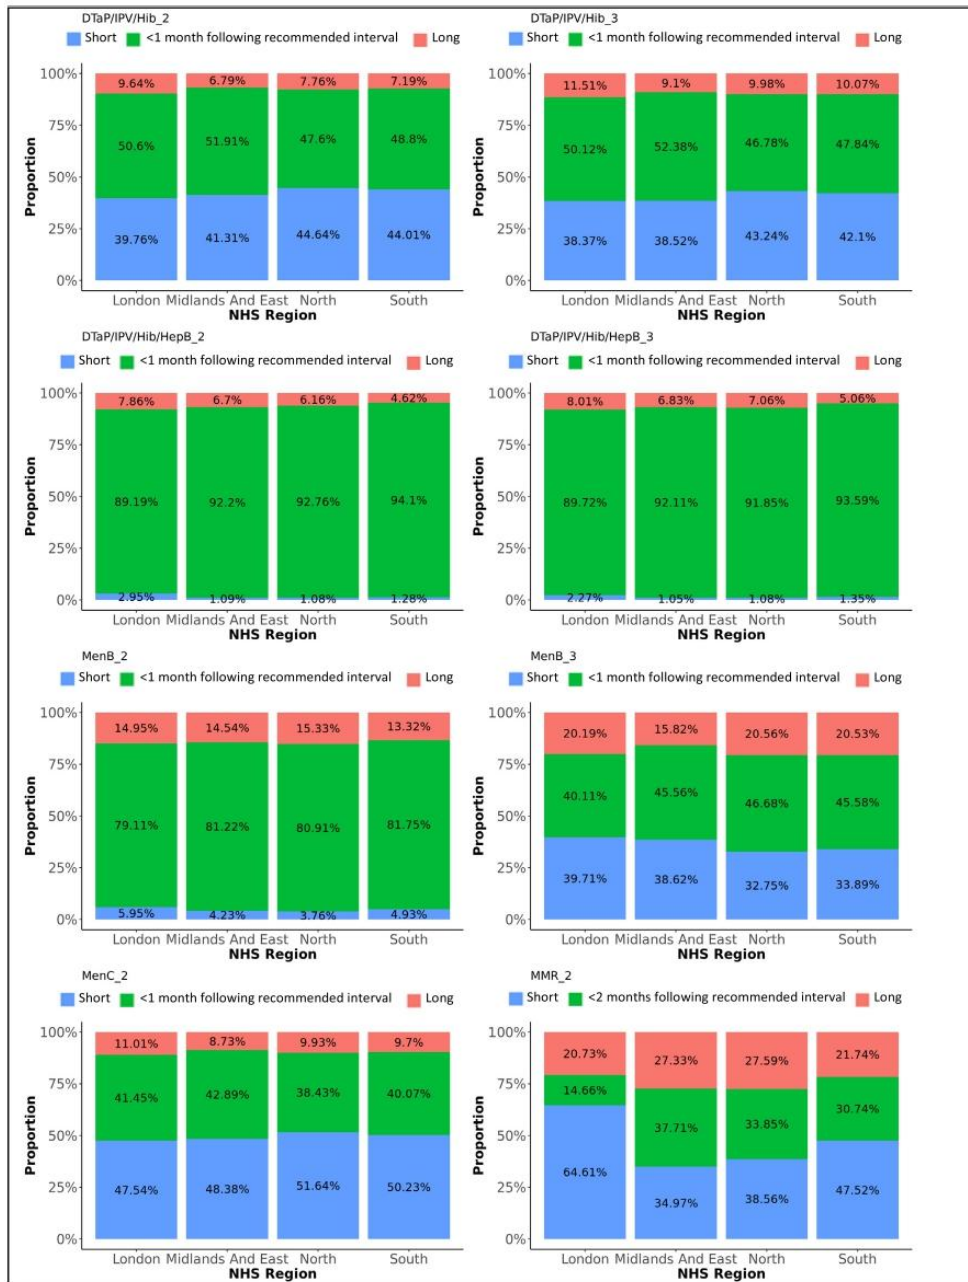 DTaP/IPV/Hib_2
Short <1 month following recommended interval Long
100%
75%
50%
25%
0%
Proportion
9.64% 6.79% 7.76% 7.19%
50.6% 51.91% 47.6% 48.8%
39.76% 41.31% 44.64% 44.01%
London Midlands And East North South
NHS Region
DTaP/IPV/Hib_3
Short <1 month following recommended interval Long
100%
75%
50%
25%
0%
Proportion
11.51% 9.1% 9.98% 10.07%
50.12% 52.38% 46.78% 47.84%
38.37% 38.52% 43.24% 42.1%
London Midlands And East North South
NHS Region
DTaP/IPV/Hib/HepB_2
Short <1 month following recommended interval Long
100%
75%
50%
25%
0%
Proportion
7.86% 6.7% 6.16% 4.62%
89.19% 92.2% 92.76% 94.1%
2.95% 1.09% 1.08% 1.28%
London Midlands And East North South
NHS Region
DTaP/IPV/Hib/HepB_3
Short <1 month following recommended interval Long
100%
75%
50%
25%
0%
Proportion
8.01% 6.83% 7.06% 5.06%
89.72% 92.11% 91.85% 93.59%
2.27% 1.05% 1.08% 1.35%
London Midlands And East North South
NHS Region
MenB_2
Short <1 month following recommended interval Long
100%
75%
50%
25%
0%
Proportion
14.95% 14.54% 15.33% 13.32%
79.11% 81.22% 80.91% 81.75%
5.95% 4.23% 3.76% 4.93%
London Midlands And East North South
NHS Region
MenB_3
Short <1 month following recommended interval Long
100%
75%
50%
25%
0%
Proportion
20.19% 15.82% 20.56% 20.53%
40.11% 45.56% 46.68% 45.58%
39.71% 38.62% 32.75% 33.89%
London Midlands And East North South
NHS Region
MenC_2
Short <1 month following recommended interval Long
100%
75%
50%
25%
0%
Proportion
11.01% 8.73% 9.93% 9.7%
41.45% 42.89% 38.43% 40.07%
47.54% 48.38% 51.64% 50.23%
London Midlands And East North South
NHS Region
MMR_2
Short <2 months following recommended interval Long
100%
75%
50%
25%
0%
Proportion
20.73% 27.33% 27.59% 21.74%
14.66% 37.71% 33.85% 30.74%
64.61% 34.97% 38.56% 47.52%
London Midlands And East North South
NHS Region